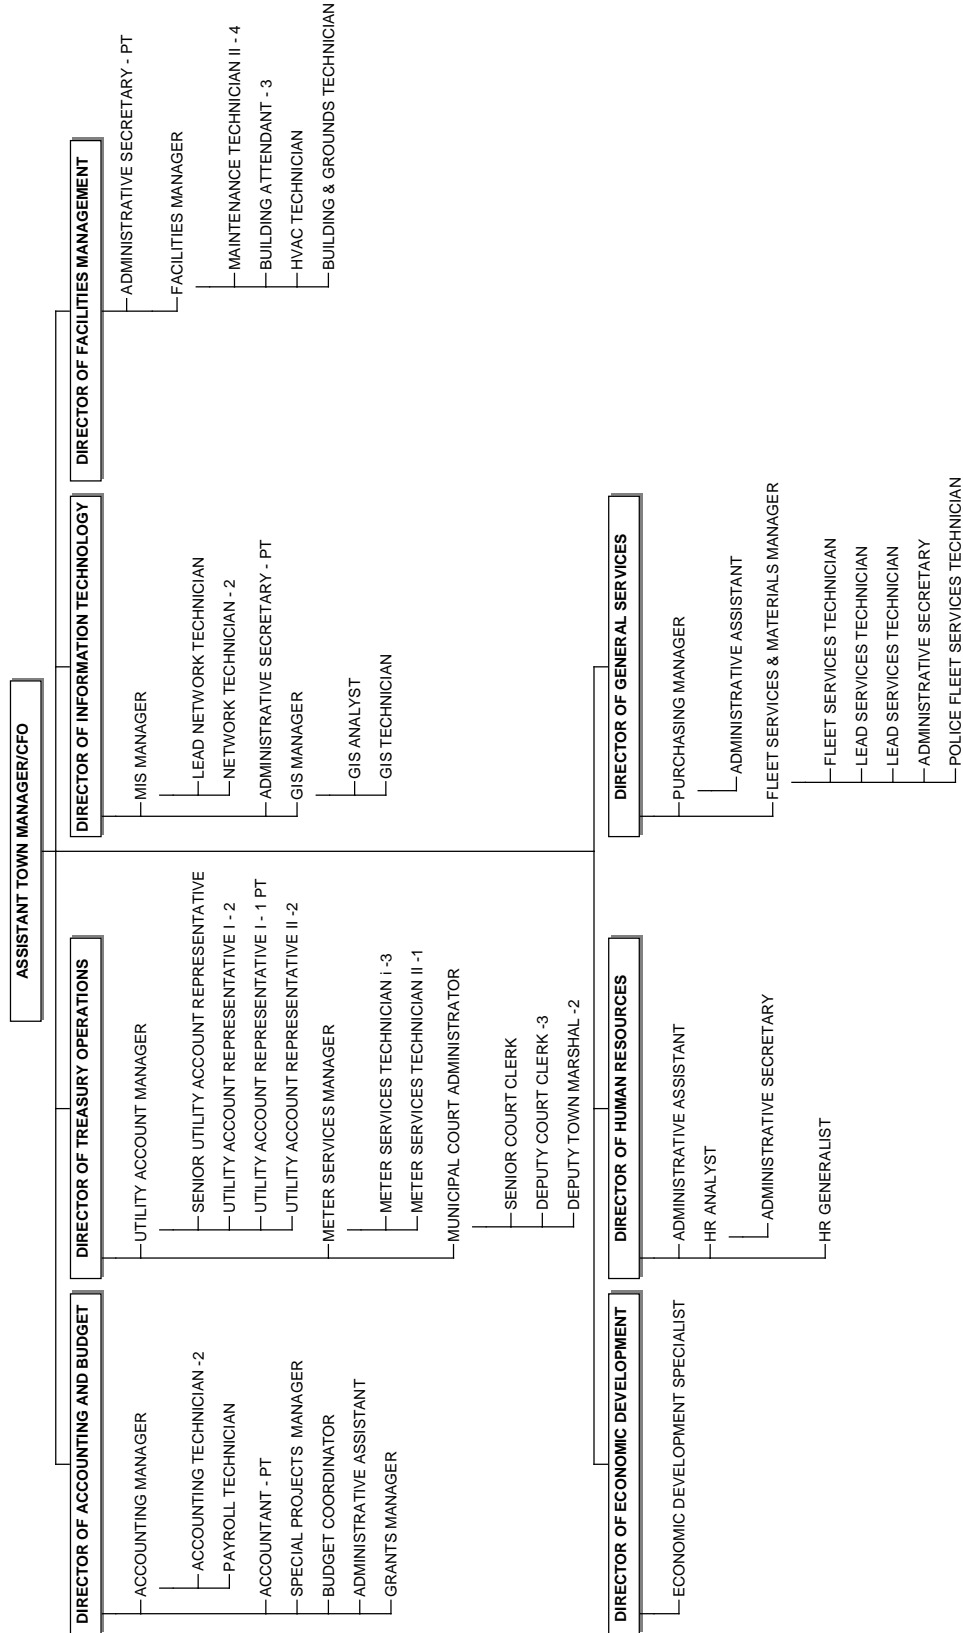 ASSISTANT TOWN MANAGER/CFO
DIRECTOR OF ACCOUNTING AND BUDGET
ACCOUNTING MANAGER
ACCOUNTING TECHNICIAN -2
PAYROLL TECHNICIAN
ACCOUNTANT - PT
SPECIAL PROJECTS MANAGER
BUDGET COORDINATOR
ADMINISTRATIVE ASSISTANT
GRANTS MANAGER
DIRECTOR OF TREASURY OPERATIONS
UTILITY ACCOUNT MANAGER
SENIOR UTILITY ACCOUNT REPRESENTATIVE
UTILITY ACCOUNT REPRESENTATIVE I - 2
UTILITY ACCOUNT REPRESENTATIVE I - 1 PT
UTILITY ACCOUNT REPRESENTATIVE II -2
METER SERVICES MANAGER
METER SERVICES TECHNICIAN i -3
METER SERVICES TECHNICIAN II -1
MUNICIPAL COURT ADMINISTRATOR
SENIOR COURT CLERK
DEPUTY COURT CLERK -3
DEPUTY TOWN MARSHAL -2
DIRECTOR OF INFORMATION TECHNOLOGY
MIS MANAGER
LEAD NETWORK TECHNICIAN
NETWORK TECHNICIAN - 2
ADMINISTRATIVE SECRETARY - PT
GIS MANAGER
GIS ANALYST
GIS TECHNICIAN
DIRECTOR OF FACILITIES MANAGEMENT
ADMINISTRATIVE SECRETARY - PT
FACILITIES MANAGER
MAINTENANCE TECHNICIAN II - 4
BUILDING ATTENDANT - 3
HVAC TECHNICIAN
BUILDING & GROUNDS TECHNICIAN
DIRECTOR OF ECONOMIC DEVELOPMENT
ECONOMIC DEVELOPMENT SPECIALIST
DIRECTOR OF HUMAN RESOURCES
ADMINISTRATIVE ASSISTANT
HR ANALYST
ADMINISTRATIVE SECRETARY
HR GENERALIST
DIRECTOR OF GENERAL SERVICES
PURCHASING MANAGER
ADMINISTRATIVE ASSISTANT
FLEET SERVICES & MATERIALS MANAGER
FLEET SERVICES TECHNICIAN
LEAD SERVICES TECHNICIAN
LEAD SERVICES TECHNICIAN
ADMINISTRATIVE SECRETARY
POLICE FLEET SERVICES TECHNICIAN